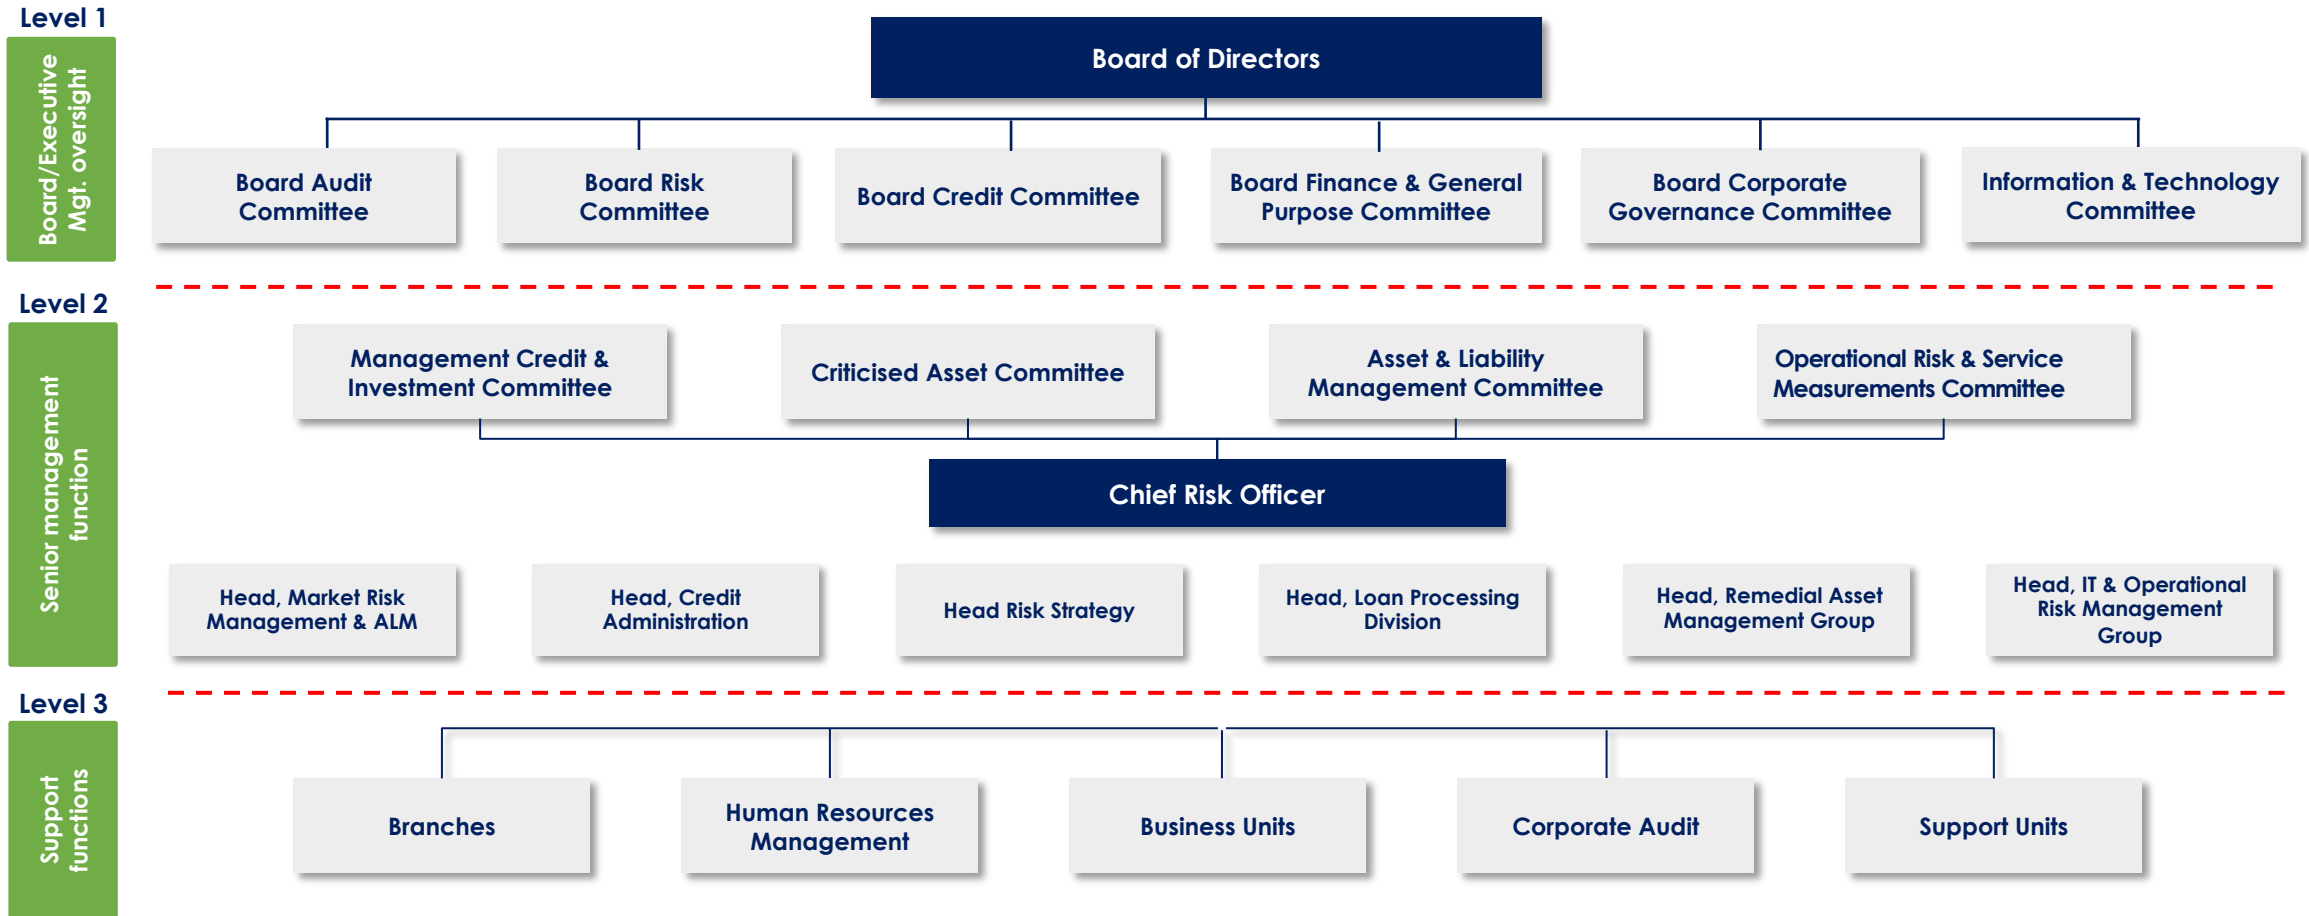 Level 1
Board/Executive
Mgt. oversight
Board of Directors
Board Audit
Committee
Board Risk
Committee
Board Credit Committee
Board Finance & General
Purpose Committee
Board Corporate
Governance Committee
Information & Technology
Committee
Level 2
Senior management
function
Management Credit &
Investment Committee
Criticised Asset Committee
Asset & Liability
Management Committee
Operational Risk & Service
Measurements Committee
Chief Risk Officer
Head, Market Risk
Management & ALM
Head, Credit
Administration
Head Risk Strategy
Head, Loan Processing
Division
Head, Remedial Asset
Management Group
Head, IT & Operational
Risk Management
Group
Level 3
Support
functions
Branches
Human Resources
Management
Business Units
Corporate Audit
Support Units